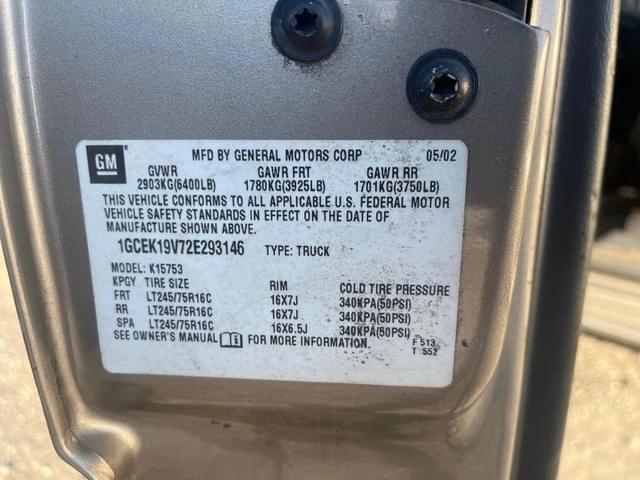 GM MFD BY GENERAL MOTORS CORP 05/02
GVWR GAWR FRT GAWR RR
2903KG(6400LB) 1780KG(3925LB) 1701KG(3750LB)
THIS VEHICLE CONFORMS TO ALL APPLICABLE U.S. FEDERAL MOTOR
VEHICLE SAFETY STANDARDS IN EFFECT ON THE DATE OF
MANUFACTURE SHOWN ABOVE.
1GCEK19V72E293146 TYPE: TRUCK
MODEL: K15753
KPGY TIRE SIZE RIM COLD TIRE PRESSURE
FRT LT245/75R16C 16X7J 340KPA(50PSI)
RR LT245/75R16C 16X7J 340KPA(50PSI)
SPA LT245/75R16C 16X6.5J 340KPA(50PSI)
SEE OWNER'S MANUAL FOR MORE INFORMATION. F 513
T 552